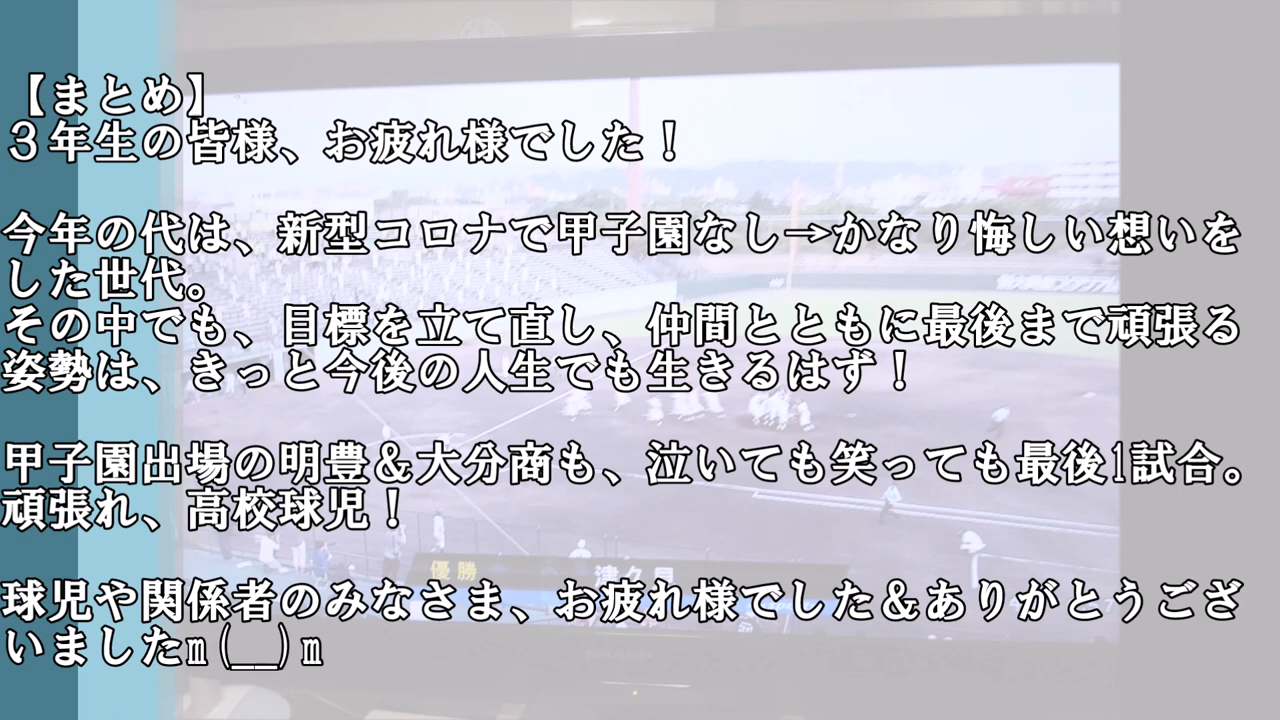 【まとめ】
３年生の皆様、お疲れ様でした！
今年の代は、新型コロナで甲子園なし→かなり悔しい想いを
した世代。
その中でも、目標を立て直し、仲間とともに最後まで頑張る
姿勢は、きっと今後の人生でも生きるはず！
甲子園出場の明豊＆大分商も、泣いても笑っても最後1試合。
頑張れ、高校球児！
優勝 津久見
球児や関係者のみなさま、お疲れ様でした＆ありがとうござ
いましたm(__)m
SHARP